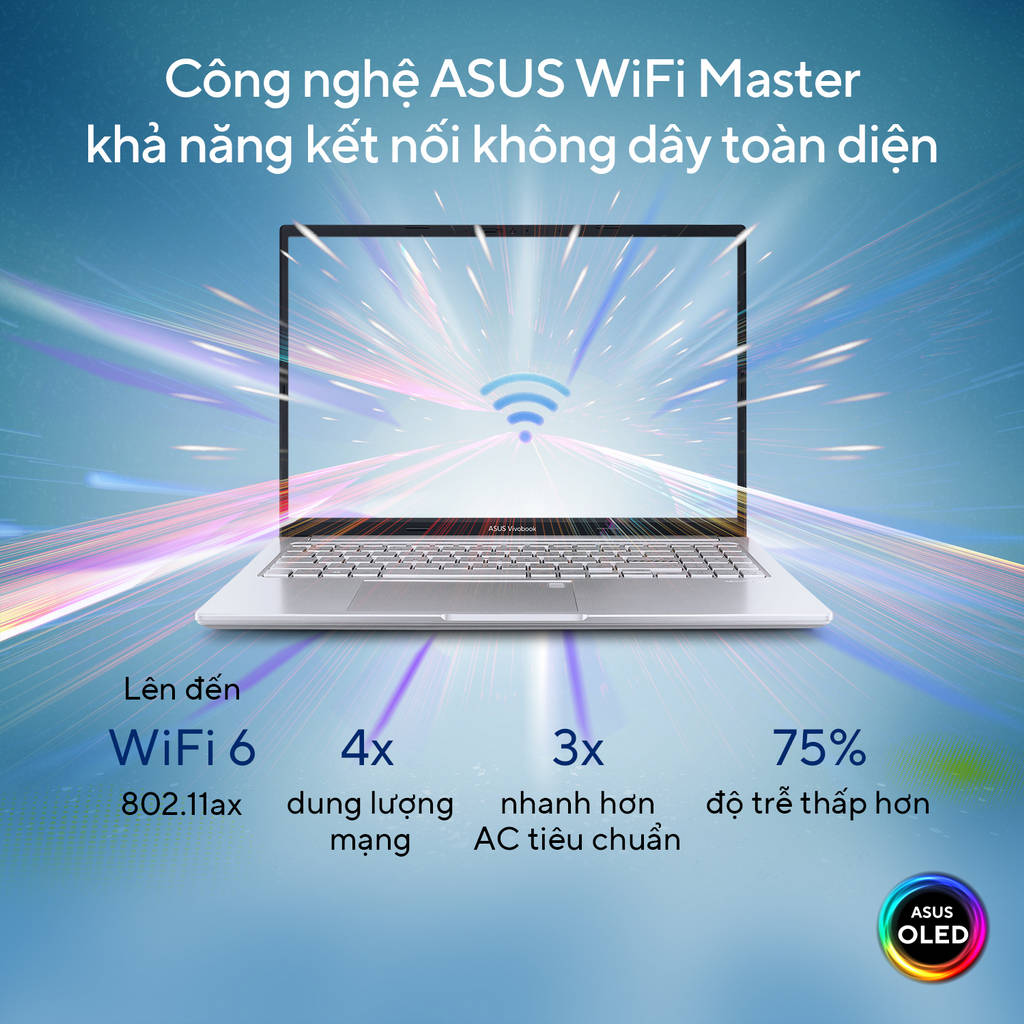 Công nghệ ASUS WiFi Master
khả năng kết nối không dây toàn diện
ASUS Vivobook
Lên đến
WiFi 6
802.11ax
4x
dung lượng
mạng
3x
nhanh hơn
AC tiêu chuẩn
75%
độ trễ thấp hơn
ASUS
OLED